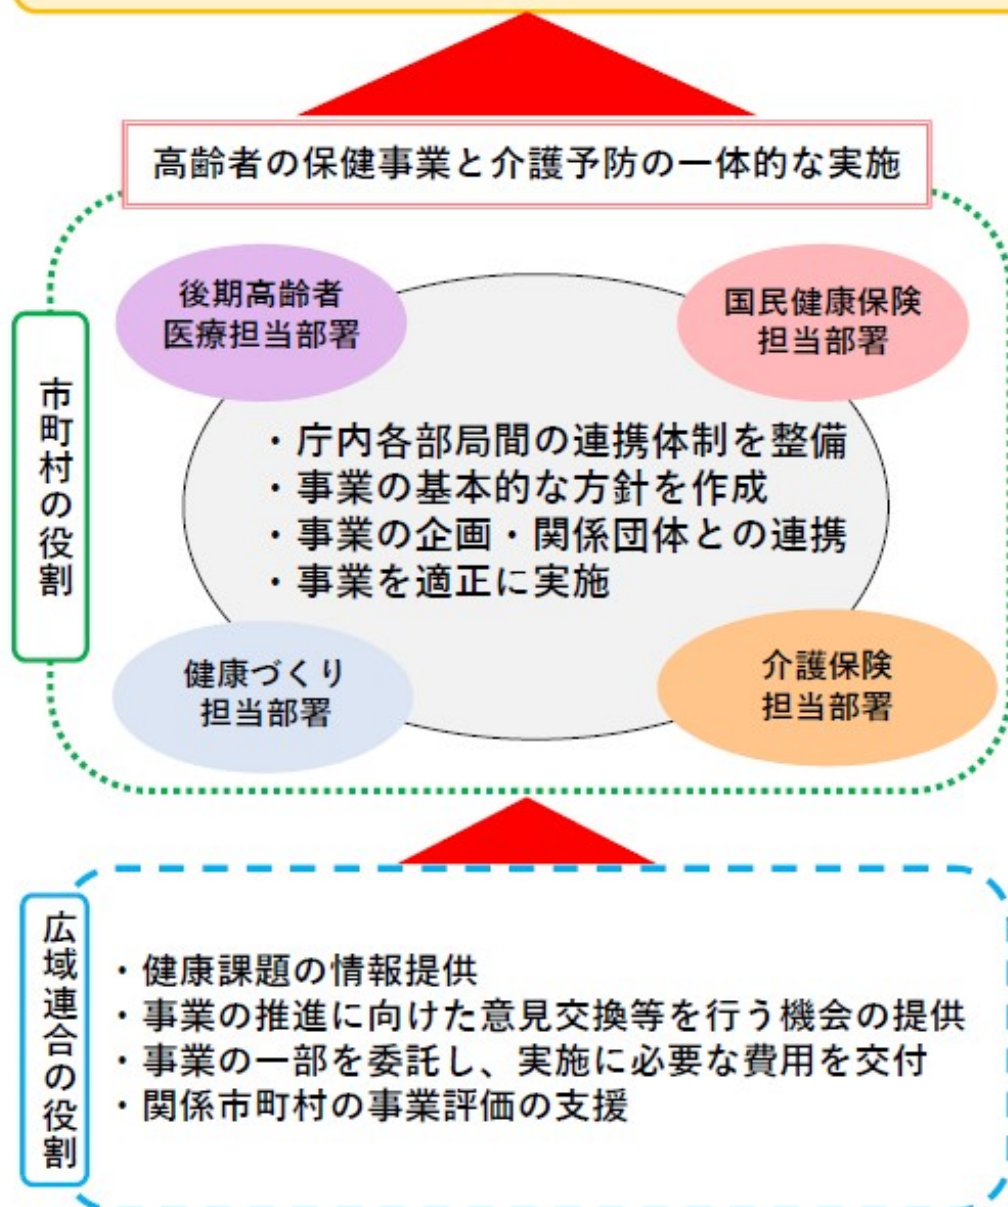 高齢者の保健事業と介護予防の一体的な実施
後期高齢者
医療担当部署
国民健康保険
担当部署
市町村の役割
・庁内各部局間の連携体制を整備
・事業の基本的な方針を作成
・事業の企画・関係団体との連携
・事業を適正に実施
健康づくり
担当部署
介護保険
担当部署
広域連合の役割
・健康課題の情報提供
・事業の推進に向けた意見交換等を行う機会の提供
・事業の一部を委託し、実施に必要な費用を交付
・関係市町村の事業評価の支援